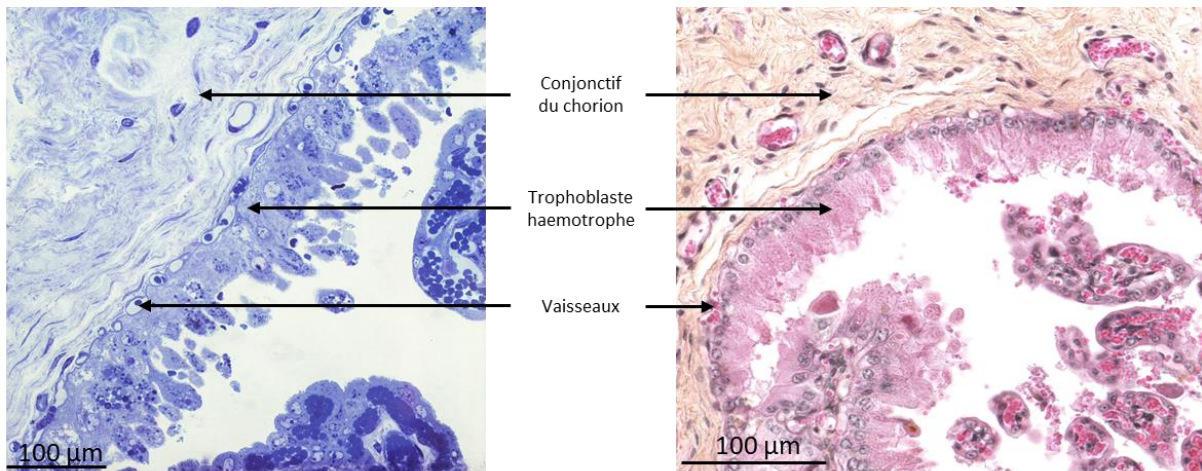 Conjonctif
du chorion
Trophoblaste
haemotrophe
Vaisseaux
100 µm
100 µm